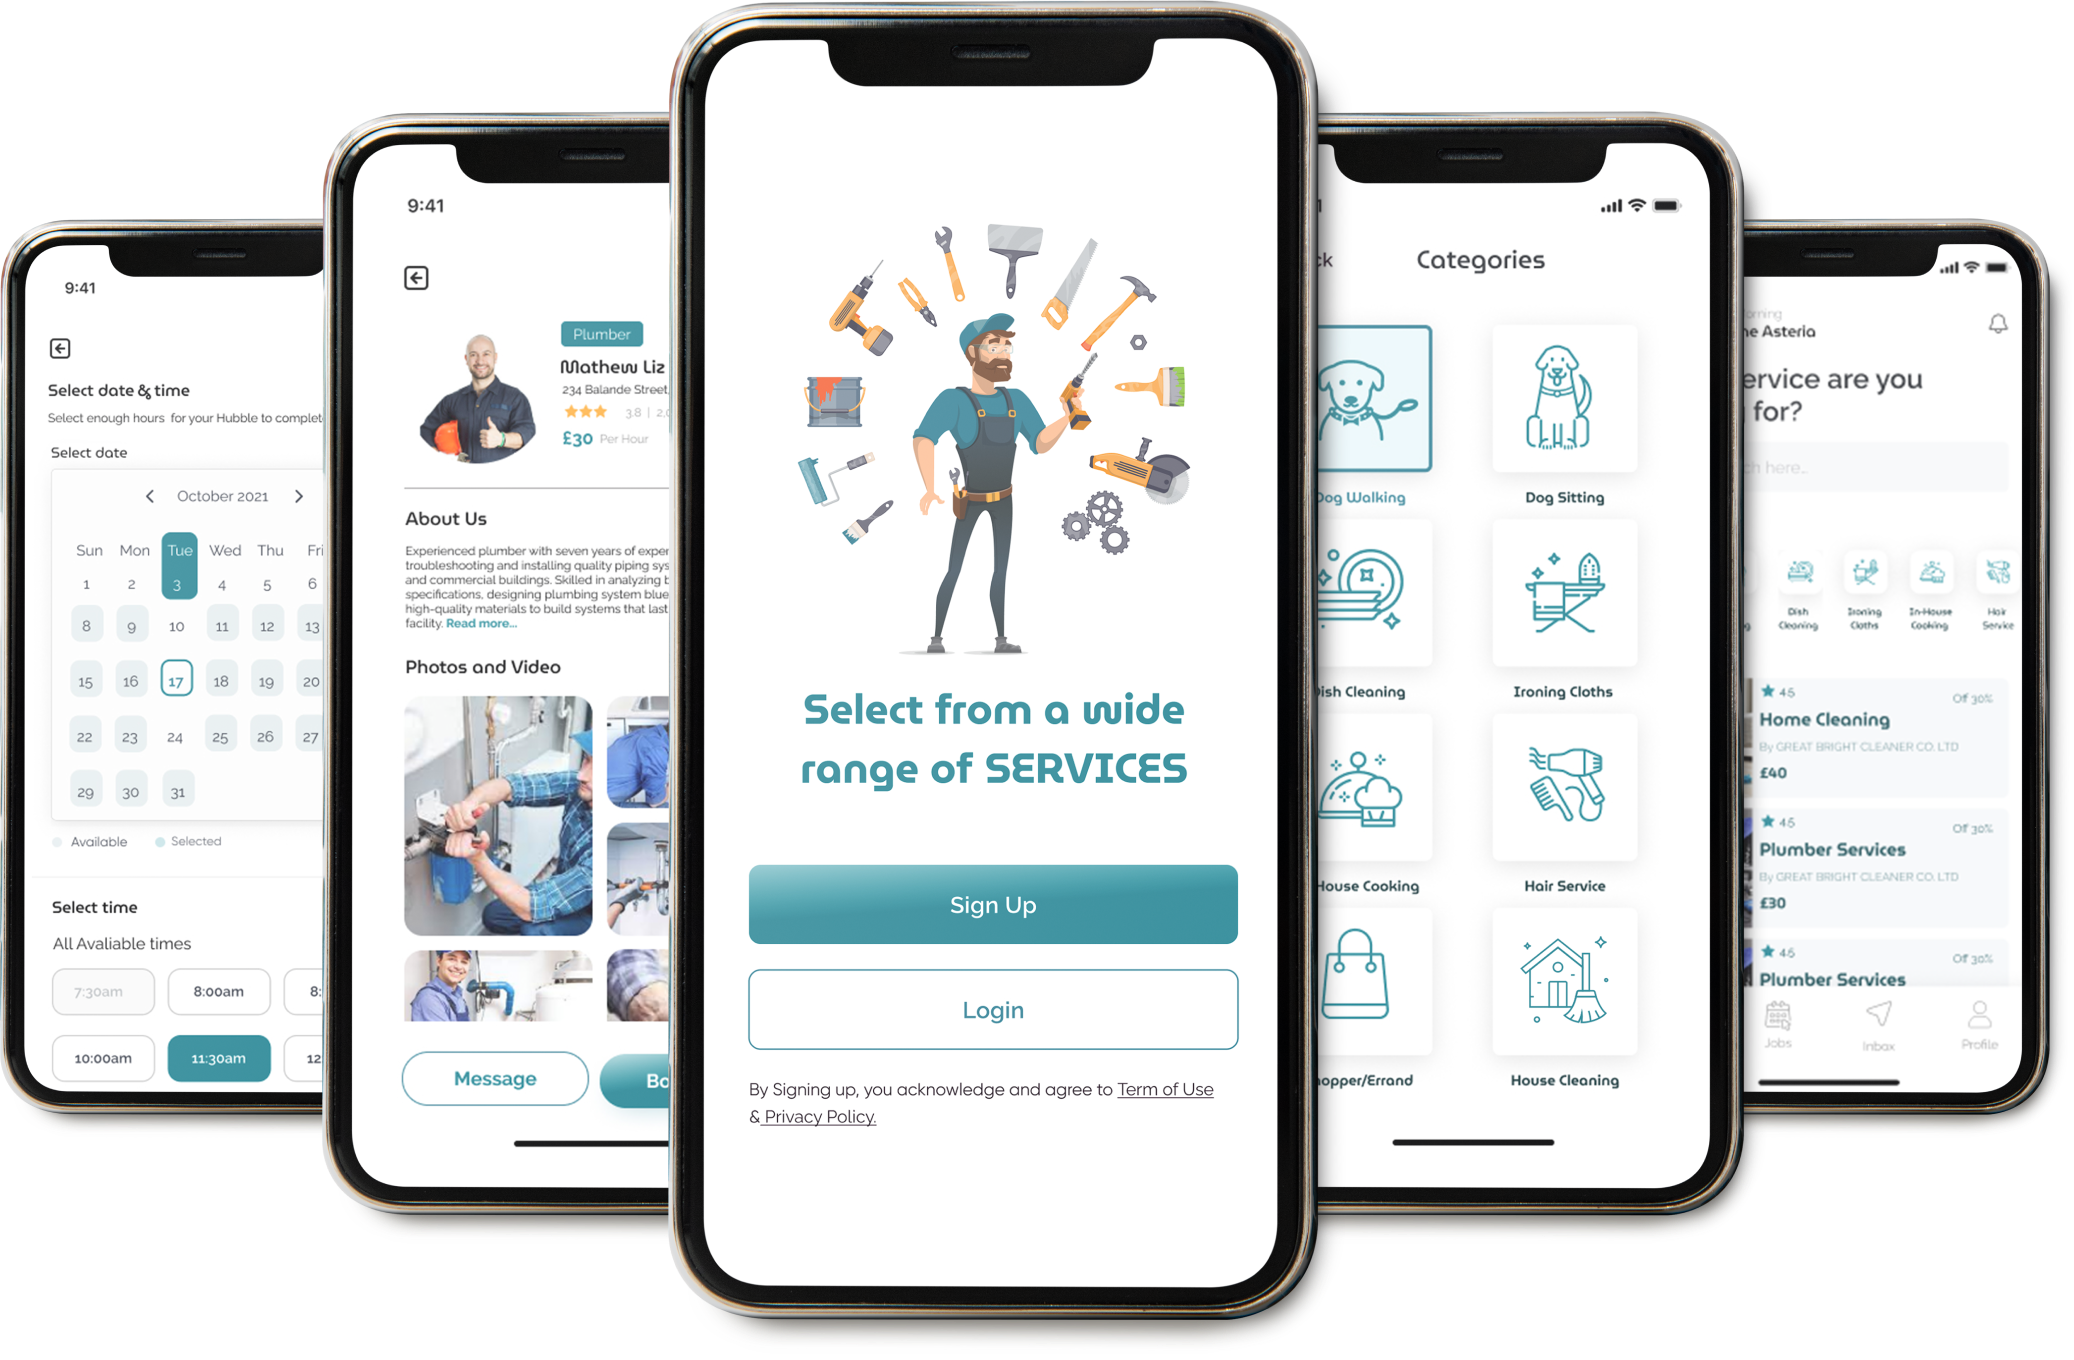 9:41
Select date & time
Select enough hours for your Hubble to complet
Select date
October 2021
Sun Mon Tue Wed Thu Fri
1 2 3 4 5 6
8 9 10 11 12 13
15 16 17 18 19 20
22 23 24 25 26 27
29 30 31
Available Selected
Select time
All Avaliable times
7:30am 8:00am 8:
10:00am 11:30am 12
9:41
Plumber
Mathew Liz
234 Balande Street,
3.8 | 2,0
£30 Per Hour
About Us
Experienced plumber with seven years of exper
troubleshooting and installing quality piping sys
and commercial buildings. Skilled in analyzing b
specifications, designing plumbing system blue
high-quality materials to build systems that last
facility. Read more...
Photos and Video
Message Bo
Select from a wide
range of SERVICES
Sign Up
Login
By Signing up, you acknowledge and agree to Term of Use
& Privacy Policy.
ck Categories
Dog Walking Dog Sitting
Dish Cleaning Ironing Cloths
House Cooking Hair Service
hopper/Errand House Cleaning
orning
ne Asteria
ervice are you
for?
ch here..
Dish Cleaning
Ironing Cloths
In-House Cooking
Hair Service
4.5 Off 30%
Home Cleaning
By GREAT BRIGHT CLEANER CO. LTD
£40
4.5 Off 30%
Plumber Services
By GREAT BRIGHT CLEANER CO. LTD
£30
4.5 Off 30%
Plumber Services
Jobs Inbox Profile